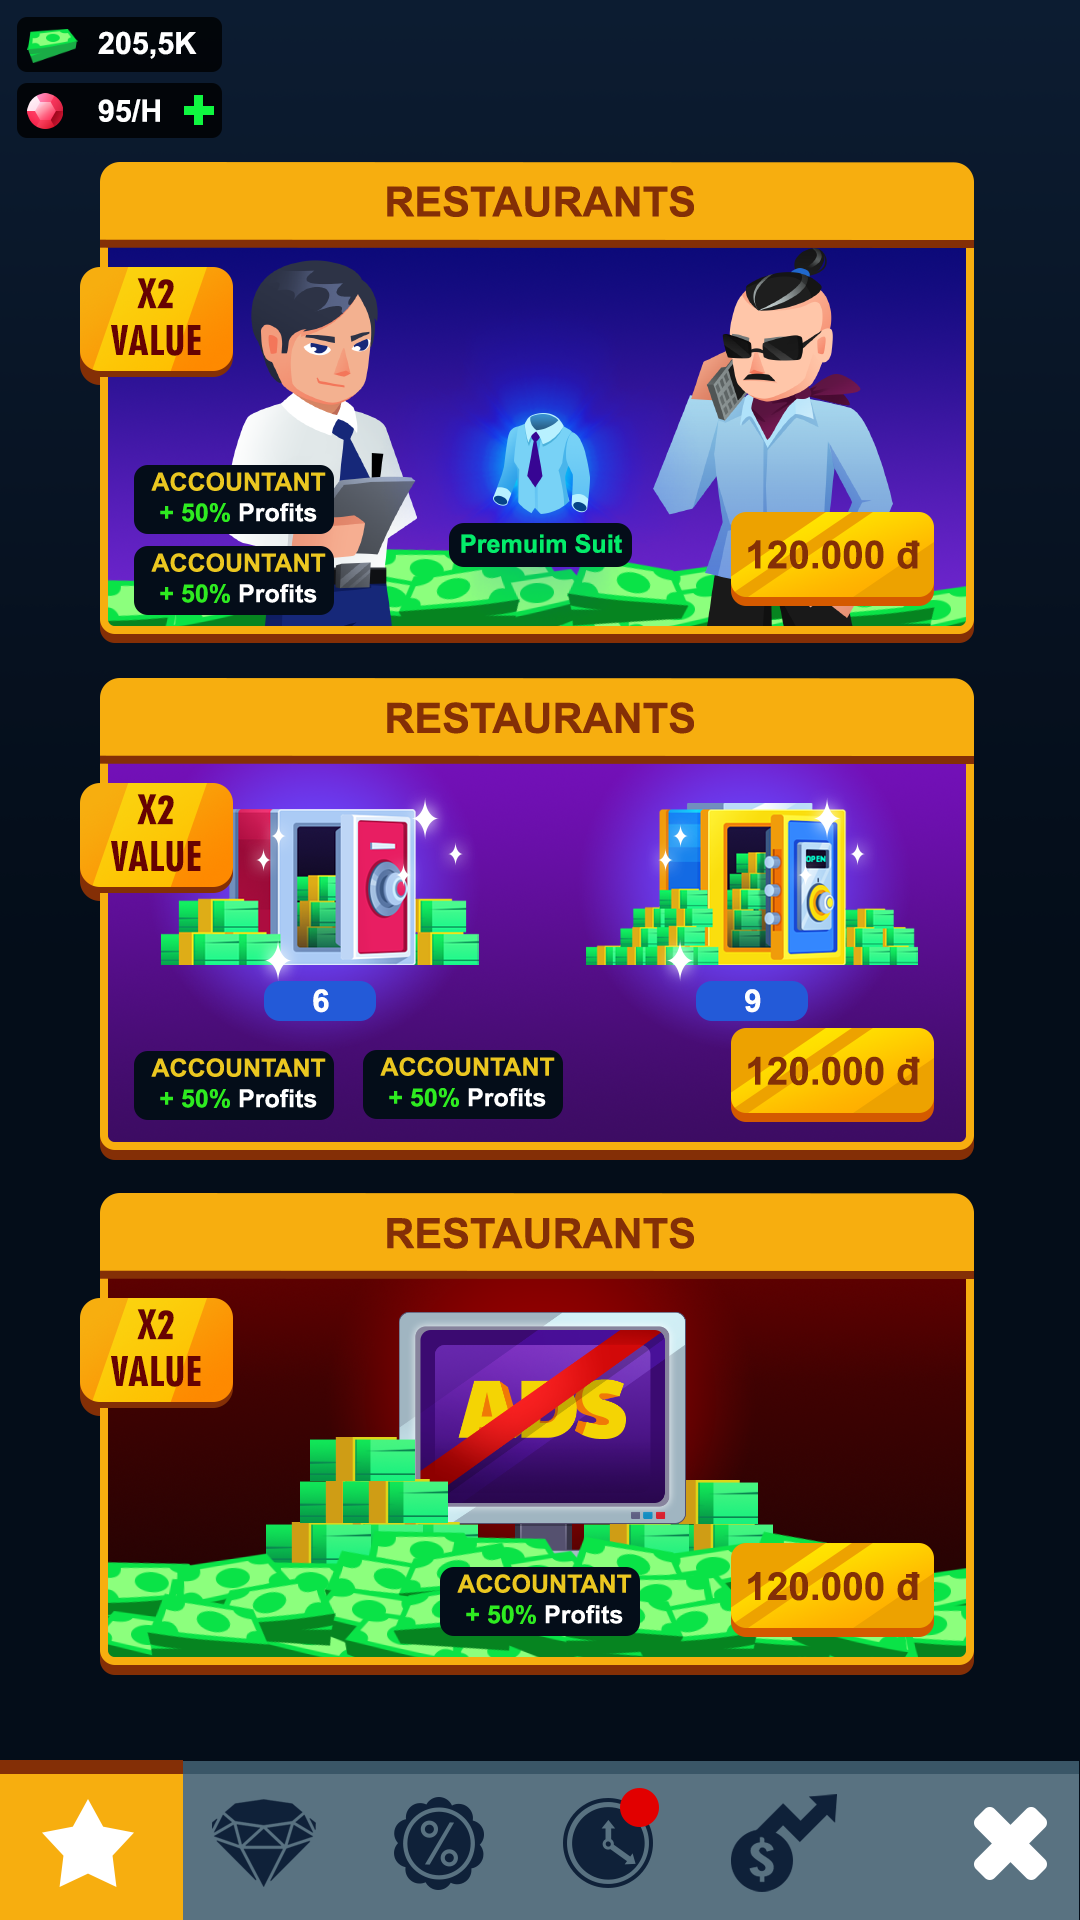 205,5K
95/H
RESTAURANTS
X2
VALUE
ACCOUNTANT
+ 50% Profits
ACCOUNTANT
+ 50% Profits
Premuim Suit
120.000 đ
RESTAURANTS
X2
VALUE
OPEN
6
9
ACCOUNTANT
+ 50% Profits
ACCOUNTANT
+ 50% Profits
120.000 đ
RESTAURANTS
X2
VALUE
ADS
ACCOUNTANT
+ 50% Profits
120.000 đ
%
$